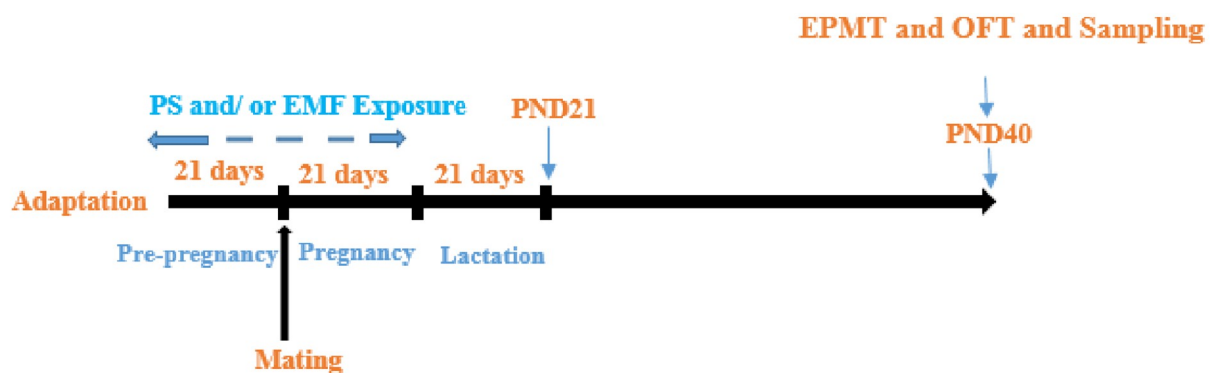 EPMT and OFT and Sampling
PS and/ or EMF Exposure
PND21
PND40
21 days
21 days
21 days
Adaptation
Pre-pregnancy
Pregnancy
Lactation
Mating